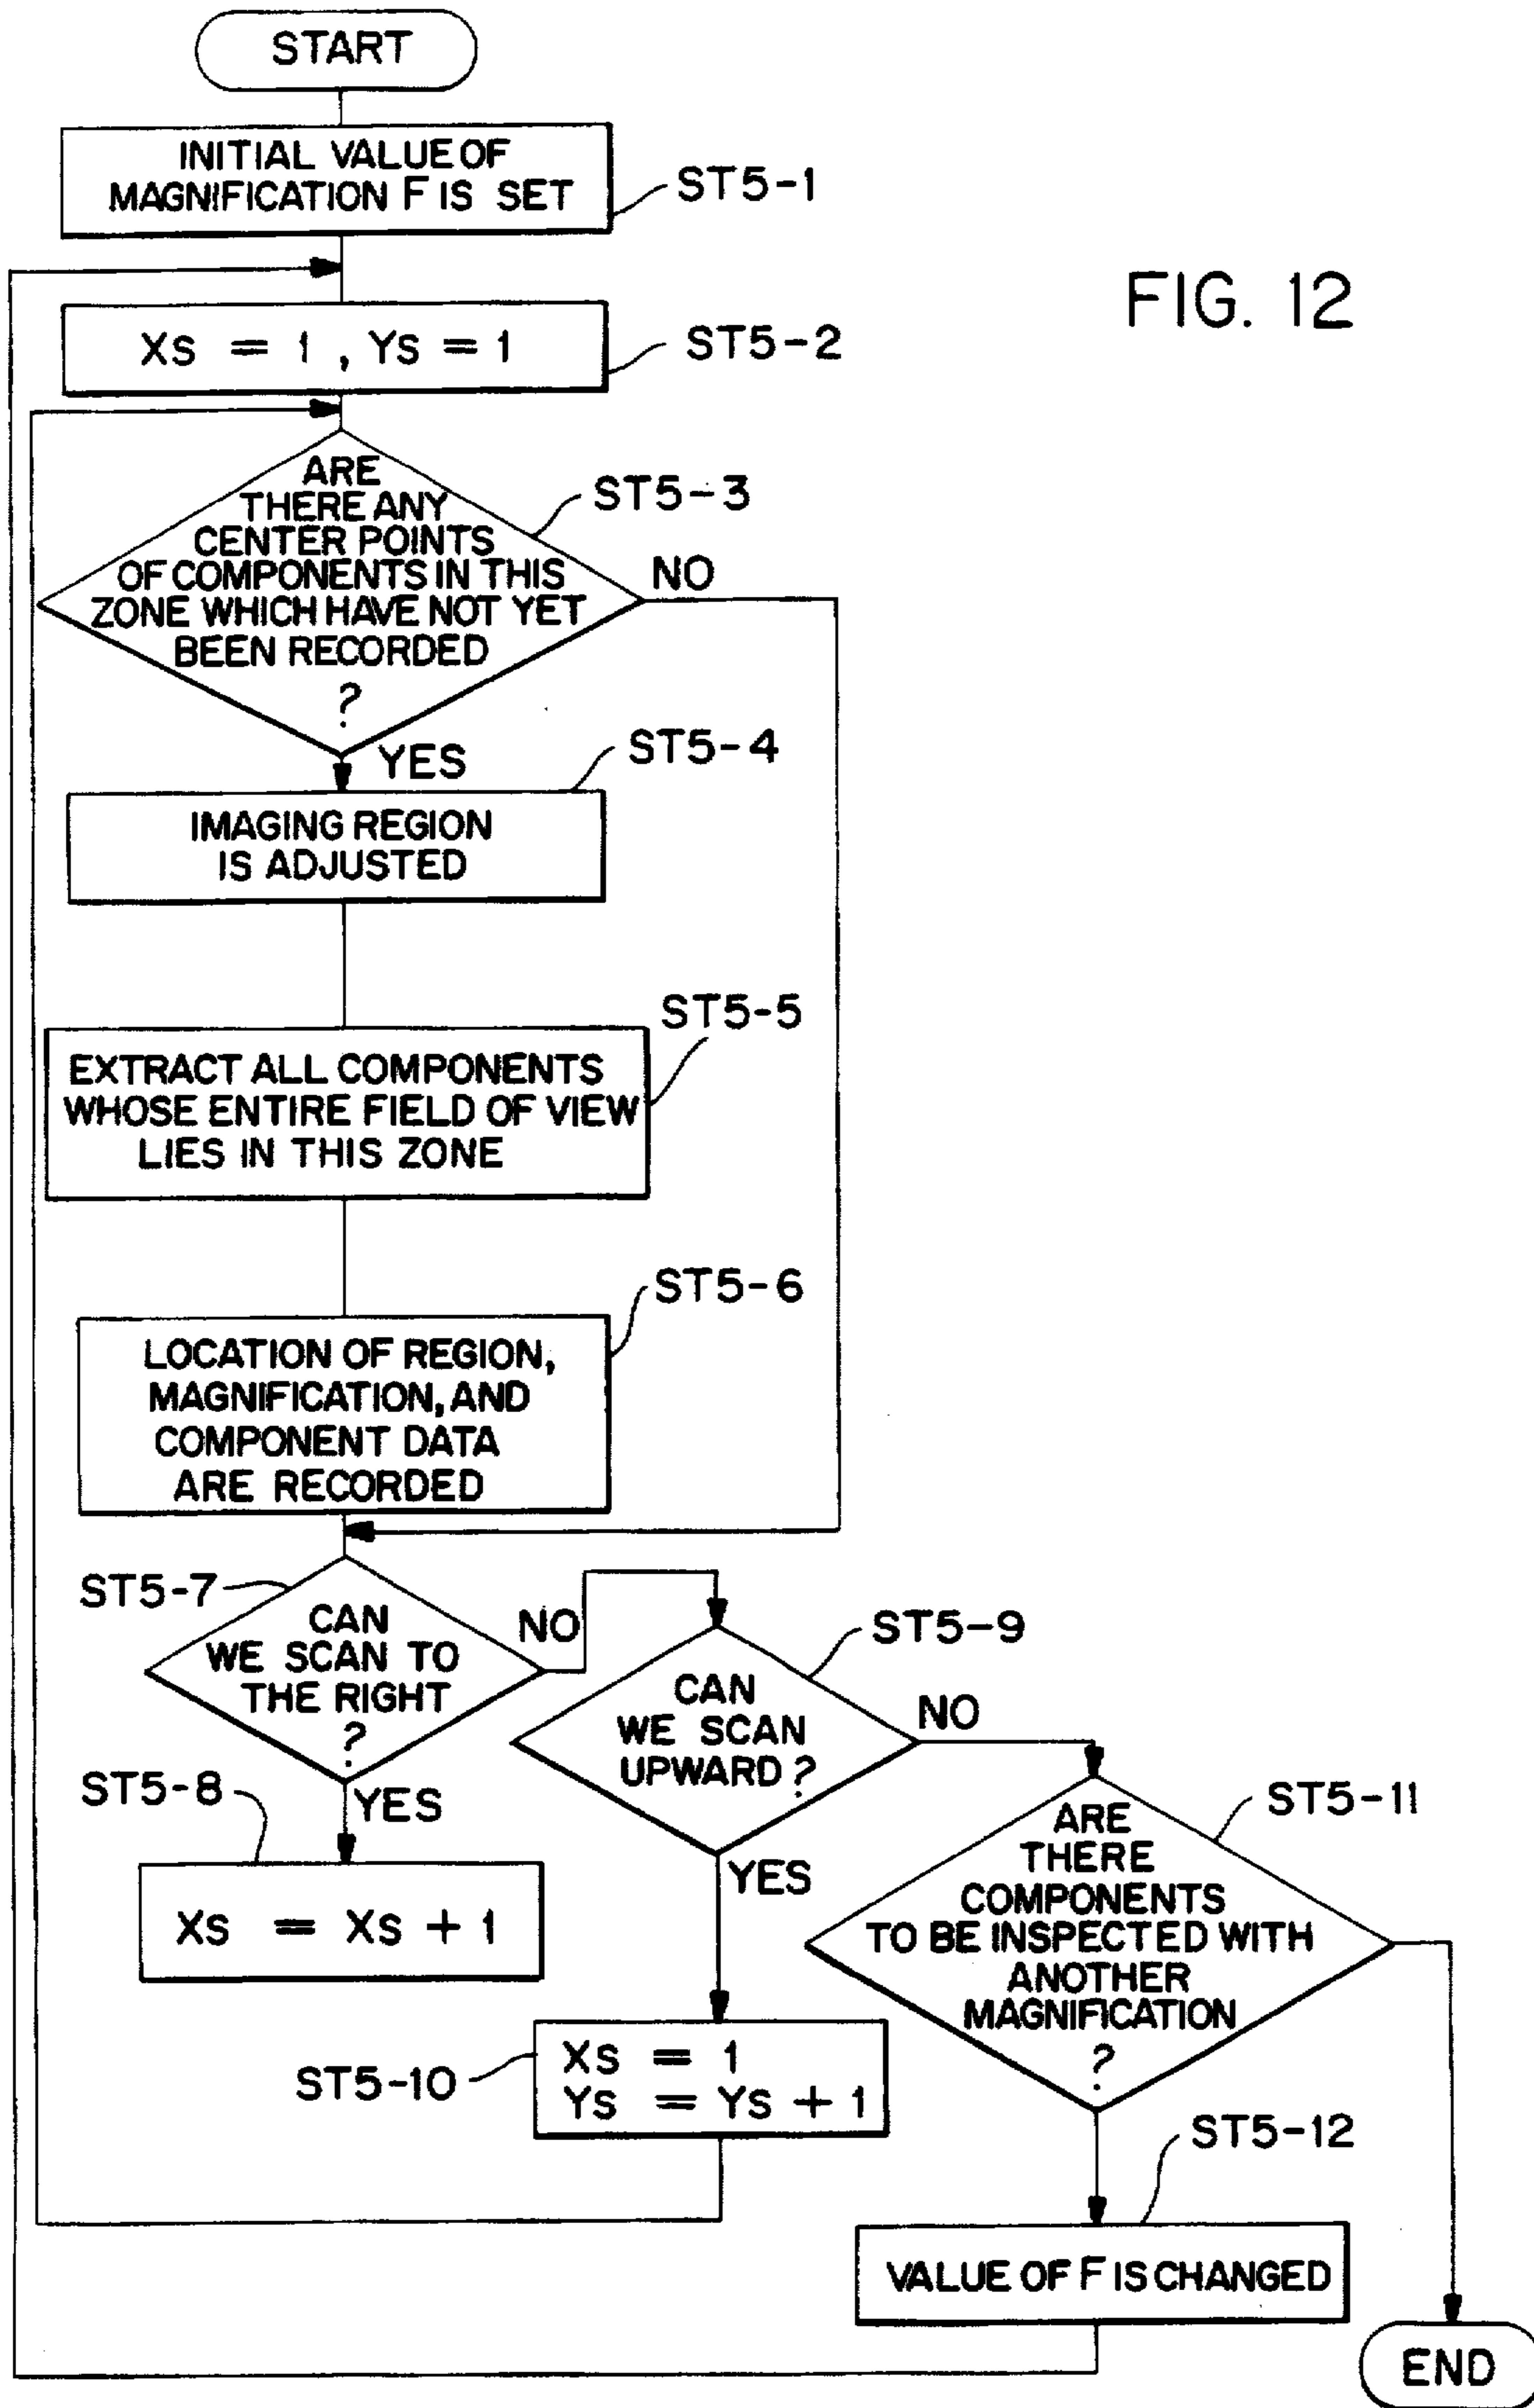 START
INITIAL VALUE OF
MAGNIFICATION F IS SET
ST5-1
FIG. 12
Xs = 1 , Ys = 1
ST5-2
ARE
THERE ANY
CENTER POINTS
OF COMPONENTS IN THIS
ZONE WHICH HAVE NOT YET
BEEN RECORDED
?
ST5-3
NO
YES
ST5-4
IMAGING REGION
IS ADJUSTED
ST5-5
EXTRACT ALL COMPONENTS
WHOSE ENTIRE FIELD OF VIEW
LIES IN THIS ZONE
ST5-6
LOCATION OF REGION,
MAGNIFICATION, AND
COMPONENT DATA
ARE RECORDED
ST5-7
CAN
WE SCAN TO
THE RIGHT
?
NO
YES
ST5-8
Xs = Xs + 1
ST5-9
CAN
WE SCAN
UPWARD ?
NO
YES
ST5-10
Xs = 1
Ys = Ys + 1
ST5-11
ARE
THERE
COMPONENTS
TO BE INSPECTED WITH
ANOTHER
MAGNIFICATION
?
ST5-12
VALUE OF F IS CHANGED
END